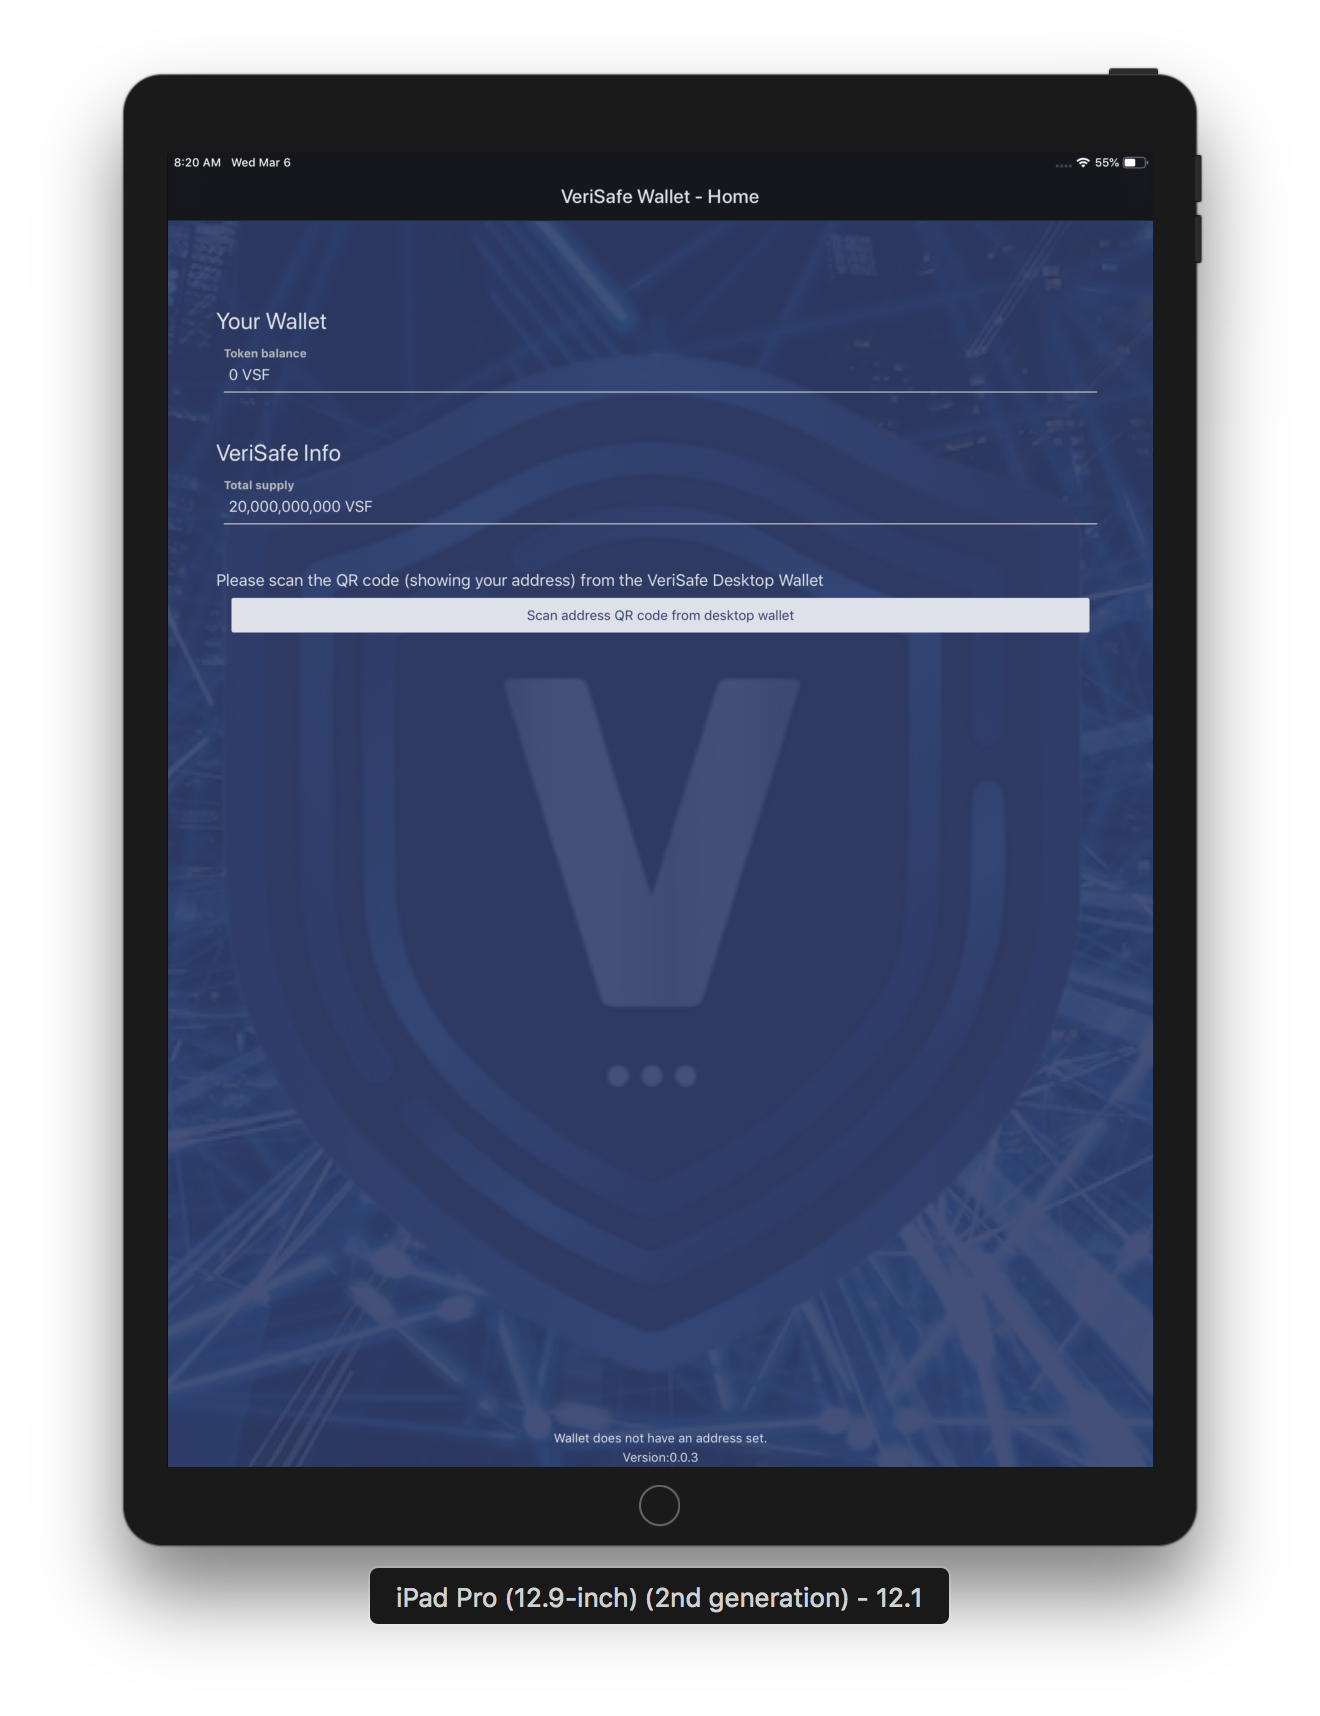 8:20 AM Wed Mar 6 55%
VeriSafe Wallet - Home
Your Wallet
Token balance
0 VSF
VeriSafe Info
Total supply
20,000,000,000 VSF
Please scan the QR code (showing your address) from the VeriSafe Desktop Wallet
Scan address QR code from desktop wallet
V
Wallet does not have an address set.
Version:0.0.3
iPad Pro (12.9-inch) (2nd generation) - 12.1